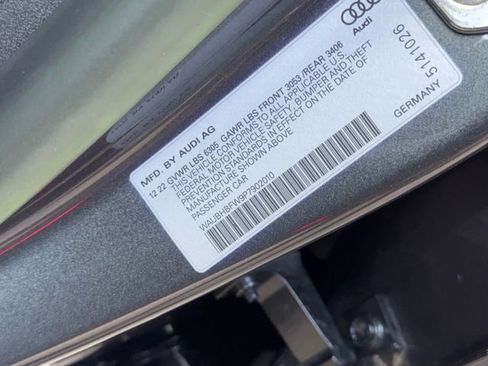 Audi
MFD. BY AUDI AG
12 22 GVWR LBS 6305 GAWR LBS FRONT 3053 /REAR 3406
THIS VEHICLE CONFORMS TO ALL APPLICABLE U.S.
FEDERAL MOTOR VEHICLE SAFETY, BUMPER AND THEFT
PREVENTION STANDARDS IN EFFECT ON THE DATE OF
MANUFACTURE SHOWN ABOVE
PASSENGER CAR
5141026
GERMANY